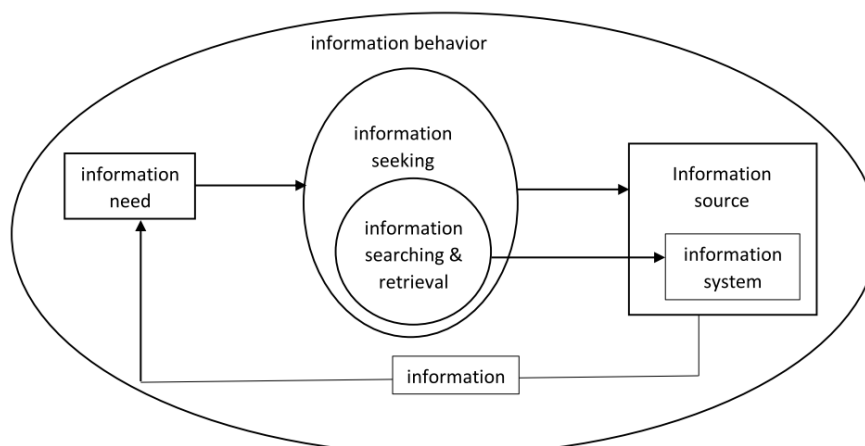 information behavior
information
seeking
information
need
Information
source
information
searching &
retrieval
information
system
information